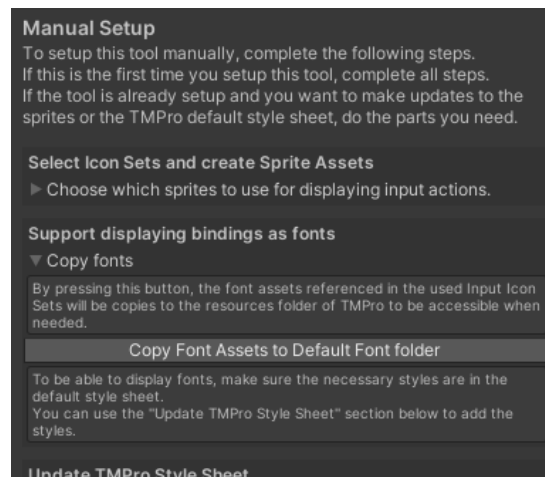 Manual Setup
To setup this tool manually, complete the following steps.
If this is the first time you setup this tool, complete all steps.
If the tool is already setup and you want to make updates to the
sprites or the TMPro default style sheet, do the parts you need.
Select Icon Sets and create Sprite Assets
Choose which sprites to use for displaying input actions.
Support displaying bindings as fonts
Copy fonts
By pressing this button, the font assets referenced in the used Input Icon
Sets will be copies to the resources folder of TMPro to be accessible when
needed.
Copy Font Assets to Default Font folder
To be able to display fonts, make sure the necessary styles are in the
default style sheet.
You can use the "Update TMPro Style Sheet" section below to add the
styles.
Update TMPro Style Sheet